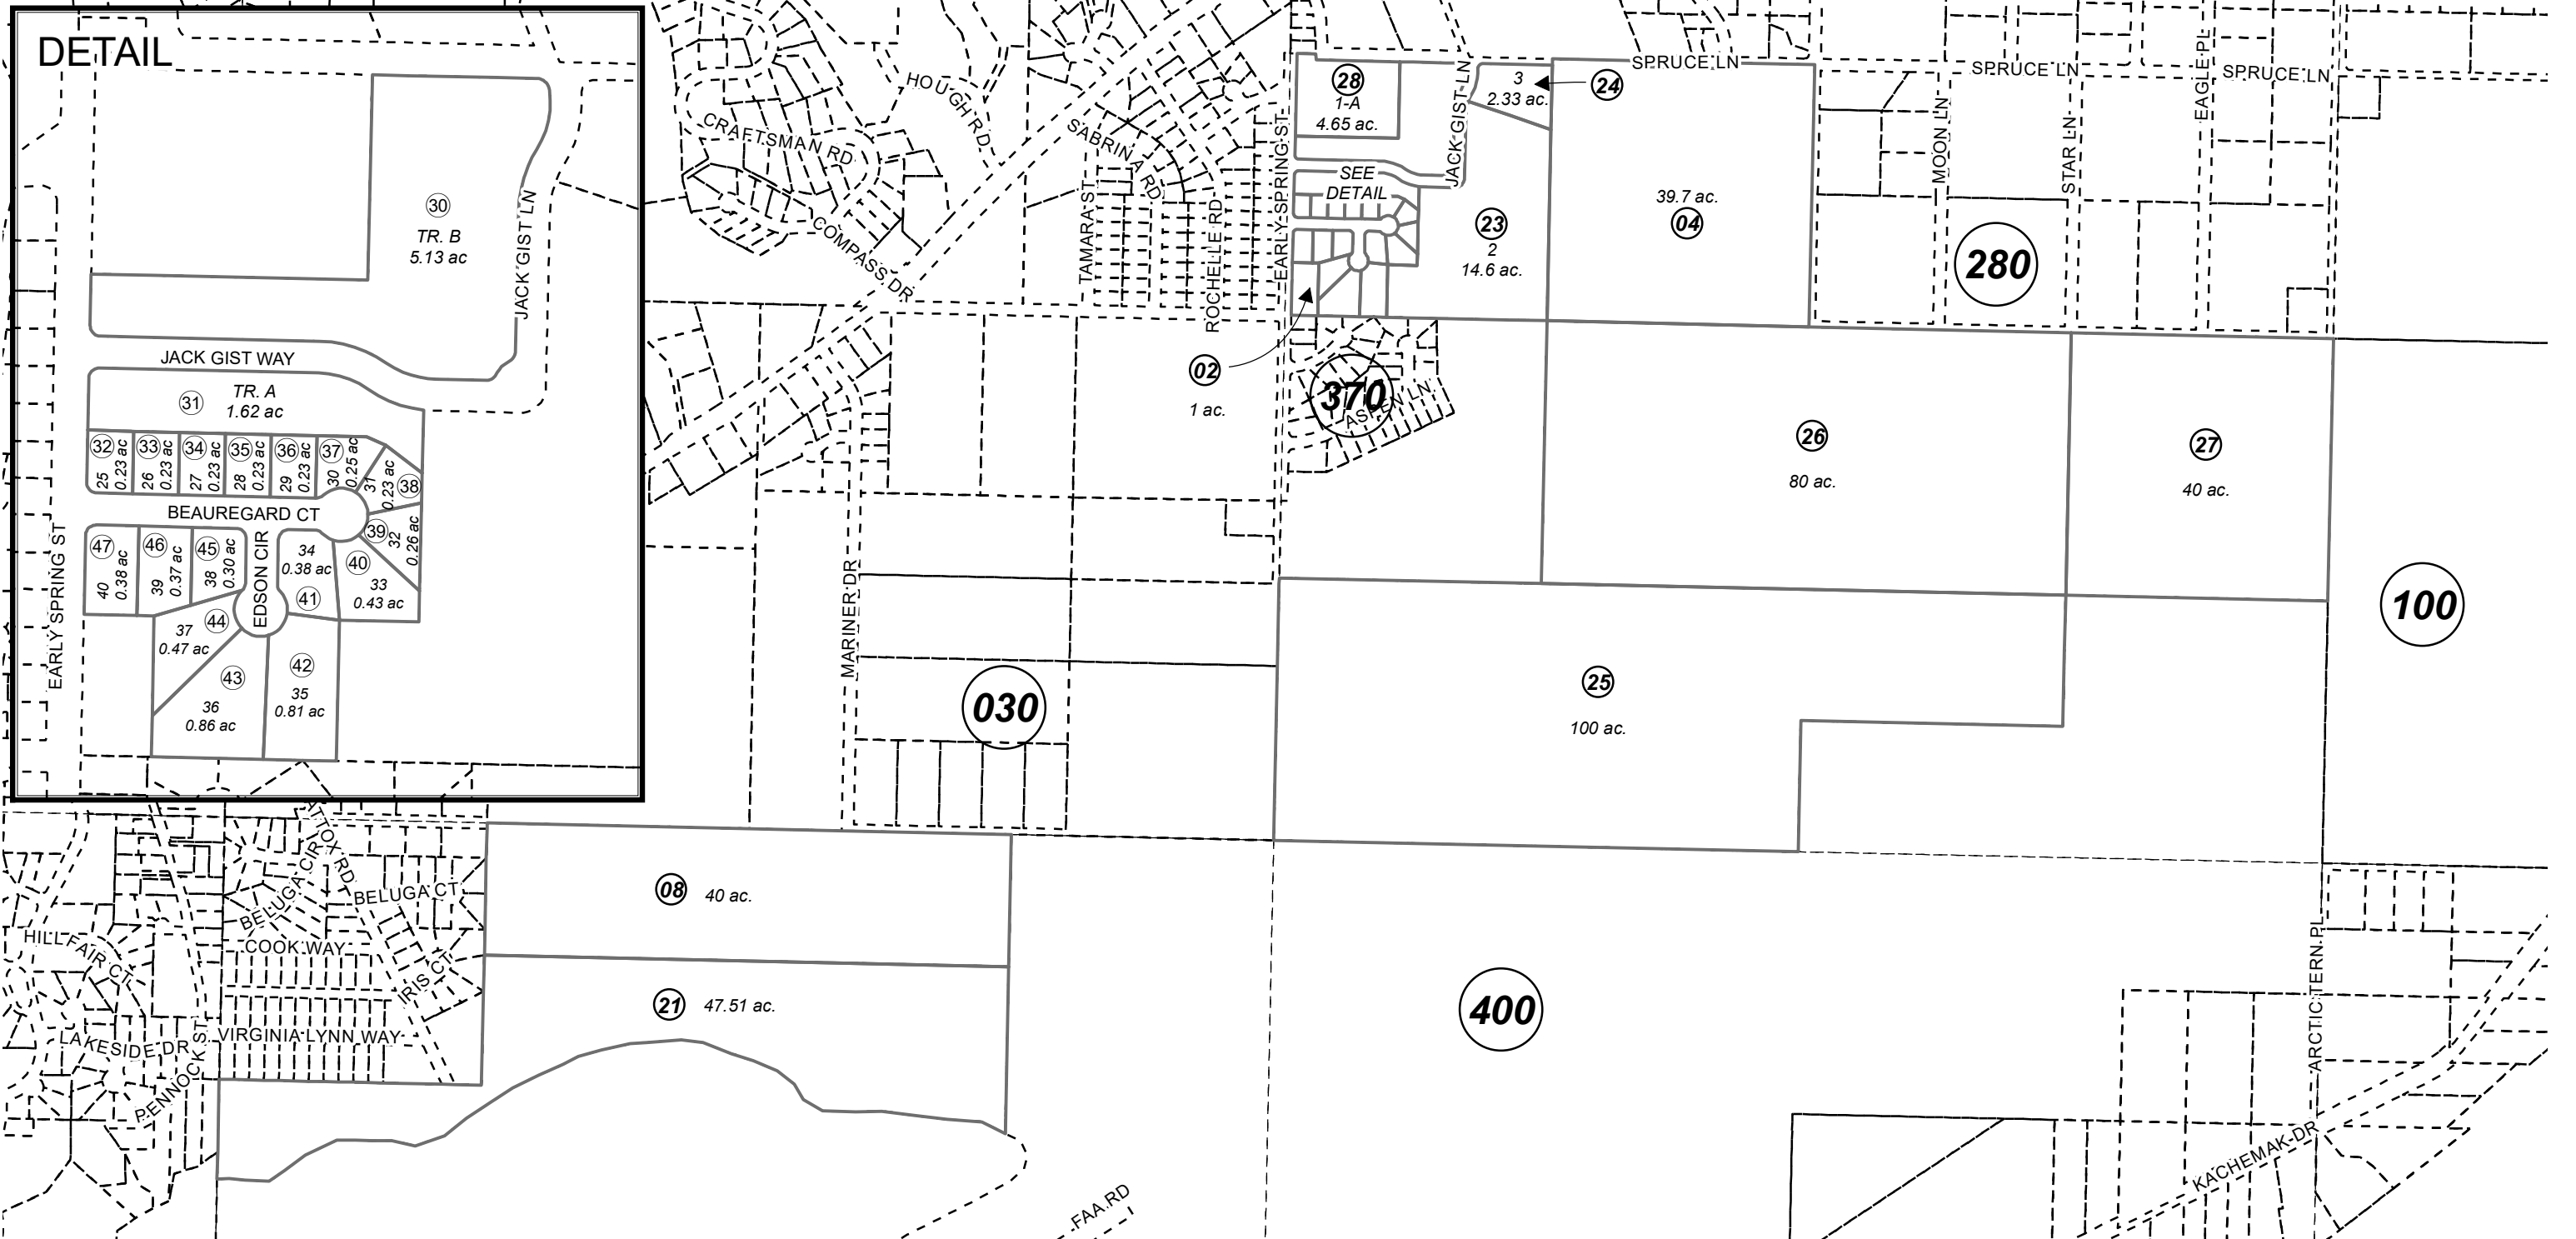 DETAIL
30
TR. B
5.13 ac
JACK GIST LN
JACK GIST WAY
31
TR. A
1.62 ac
32
25
0.23 ac
33
26
0.23 ac
34
27
0.23 ac
35
28
0.23 ac
36
29
0.23 ac
37
30
0.25 ac
38
31
0.23 ac
39
32
0.26 ac
BEAUREGARD CT
EARLY SPRING ST
EDSON CIR
47
40
0.38 ac
46
39
0.37 ac
45
38
0.30 ac
34
0.38 ac
41
40
33
0.43 ac
44
37
0.47 ac
43
36
0.86 ac
42
35
0.81 ac
HOUGH RD
CRAFTSMAN RD
SABRINA RD
COMPASS DR
TAMARA ST
ROCHELLE RD
EARLY SPRING ST
28
1-A
4.65 ac.
JACK GIST LN
3
2.33 ac.
24
SPRUCE LN
SPRUCE LN
SPRUCE LN
EAGLE PL
MOON LN
STAR LN
SEE
DETAIL
23
2
14.6 ac.
39.7 ac.
04
280
02
1 ac.
370
ASPEN LN
26
80 ac.
27
40 ac.
100
MARINER DR
030
25
100 ac.
08
40 ac.
21
47.51 ac.
400
BELUGA CIR
BELUGA CT
COOK WAY
IRIS CT
HILLFAIR CT
LAKESIDE DR
VIRGINIA LYNN WAY
PENNOCK ST
FAA RD
ARCTIC TERN PL
KACHEMAK DR